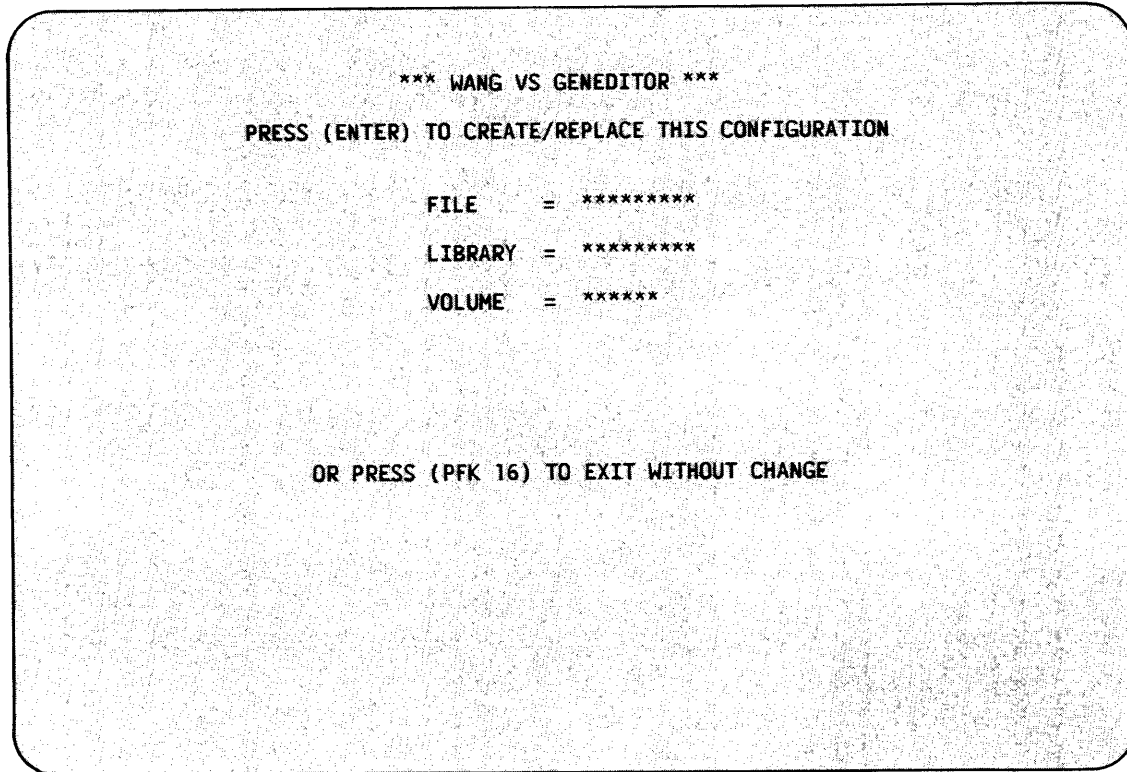 *** WANG VS GENEDITOR ***
PRESS (ENTER) TO CREATE/REPLACE THIS CONFIGURATION
FILE = *********
LIBRARY = *********
VOLUME = ******
OR PRESS (PFK 16) TO EXIT WITHOUT CHANGE